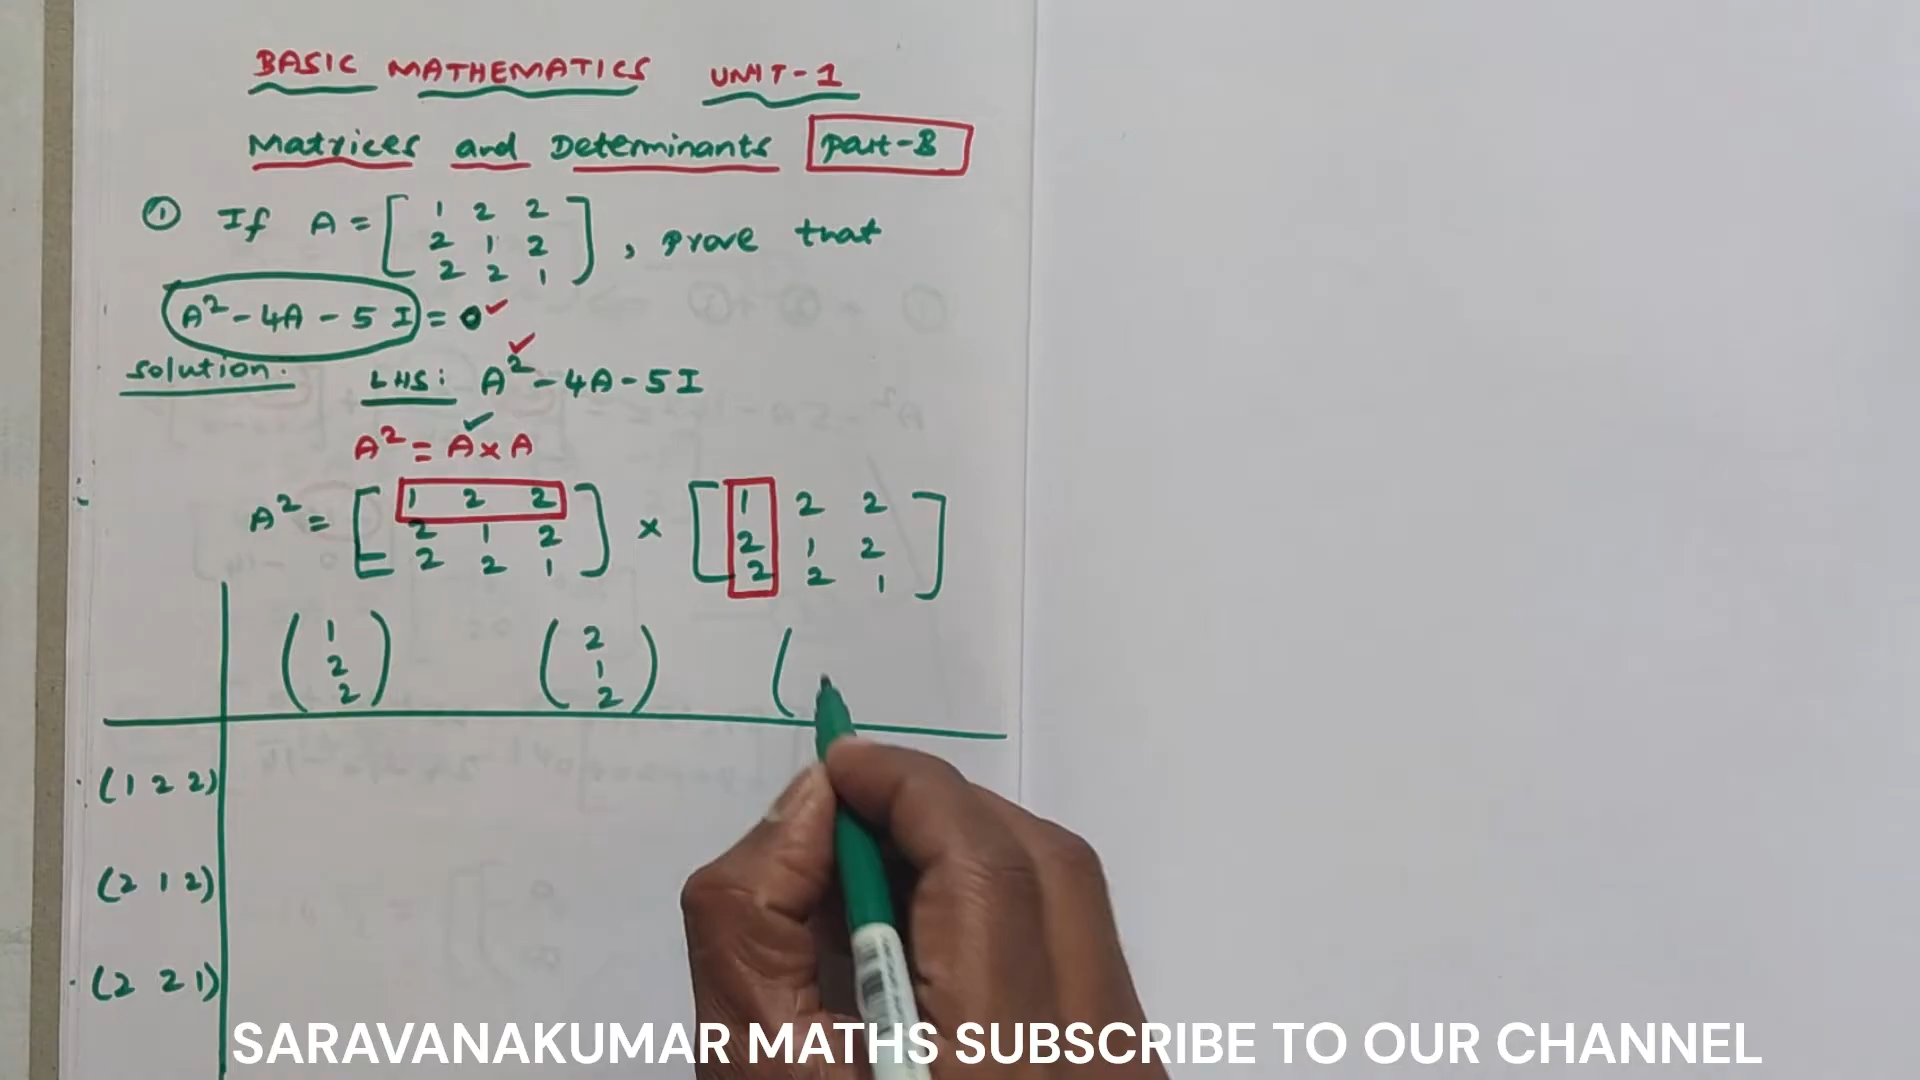 BASIC MATHEMATICS UNIT-1
Matrices and Determinants Part-B
① If A = [ 1 2 2
2 1 2
2 2 1 ] , prove that
A² - 4A - 5 I = 0 ✓
Solution. LHS: A² - 4A - 5 I
A² = A × A
A² = [ 1 2 2 ] × [ 1 2 2 ]
2 1 2 2 1 2
2 2 1 2 2 1
( 1 ) ( 2 ) (
2 1
2 2
(1 2 2)
(2 1 2)
(2 2 1)
SARAVANAKUMAR MATHS SUBSCRIBE TO OUR CHANNEL